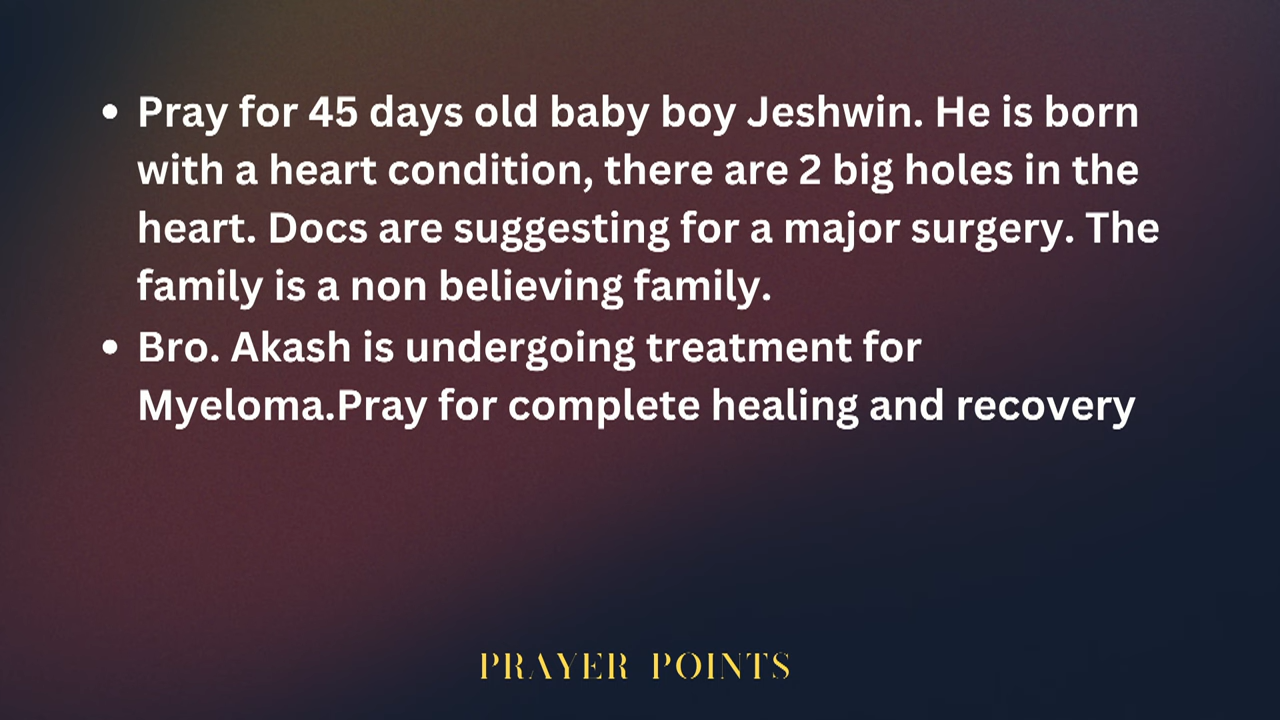 • Pray for 45 days old baby boy Jeshwin. He is born
with a heart condition, there are 2 big holes in the
heart. Docs are suggesting for a major surgery. The
family is a non believing family.
• Bro. Akash is undergoing treatment for
Myeloma.Pray for complete healing and recovery
PRAYER POINTS